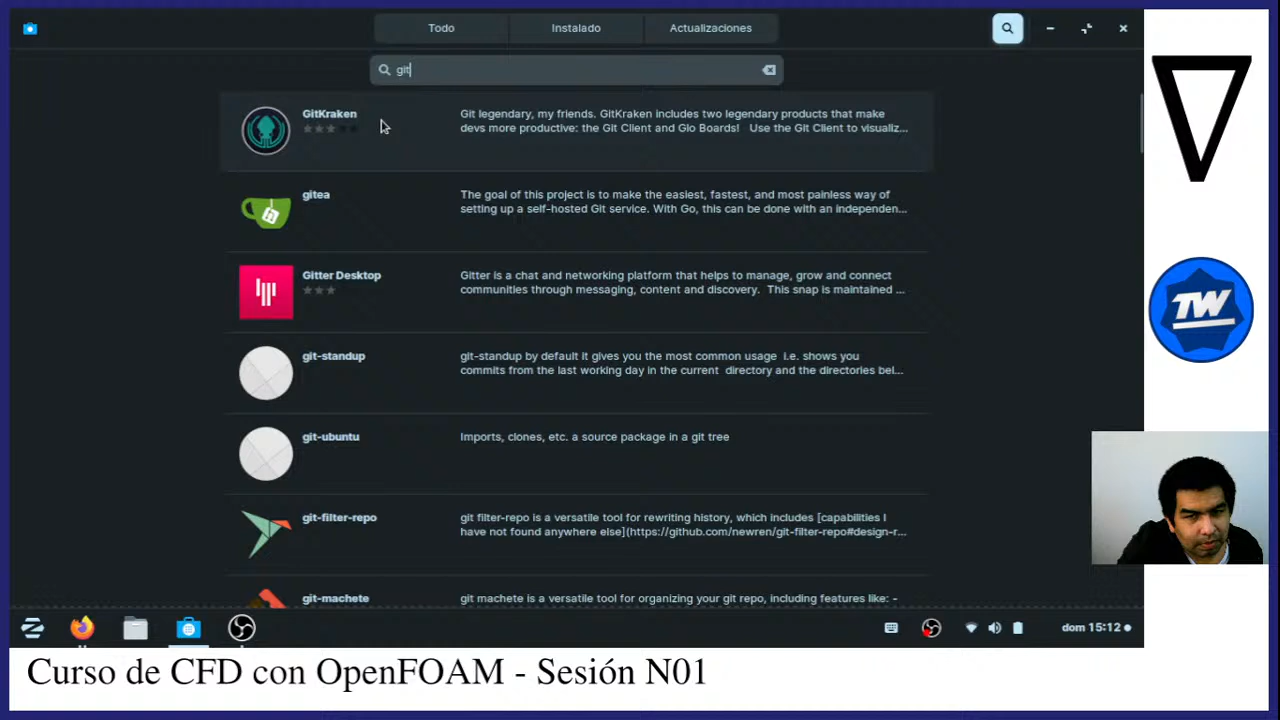 Todo
Instalado
Actualizaciones
git
GitKraken
Git legendary, my friends. GitKraken includes two legendary products that make
devs more productive: the Git Client and Glo Boards! Use the Git Client to visualiz...
gitea
The goal of this project is to make the easiest, fastest, and most painless way of
setting up a self-hosted Git service. With Go, this can be done with an independen...
Gitter Desktop
Gitter is a chat and networking platform that helps to manage, grow and connect
communities through messaging, content and discovery. This snap is maintained ...
git-standup
git-standup by default it gives you the most common usage i.e. shows you
commits from the last working day in the current directory and the directories bel...
git-ubuntu
Imports, clones, etc. a source package in a git tree
git-filter-repo
git filter-repo is a versatile tool for rewriting history, which includes [capabilities I
have not found anywhere else](https://github.com/newren/git-filter-repo#design-r...
git-machete
git machete is a versatile tool for organizing your git repo, including features like: -
dom 15:12
TW
Curso de CFD con OpenFOAM - Sesión N01